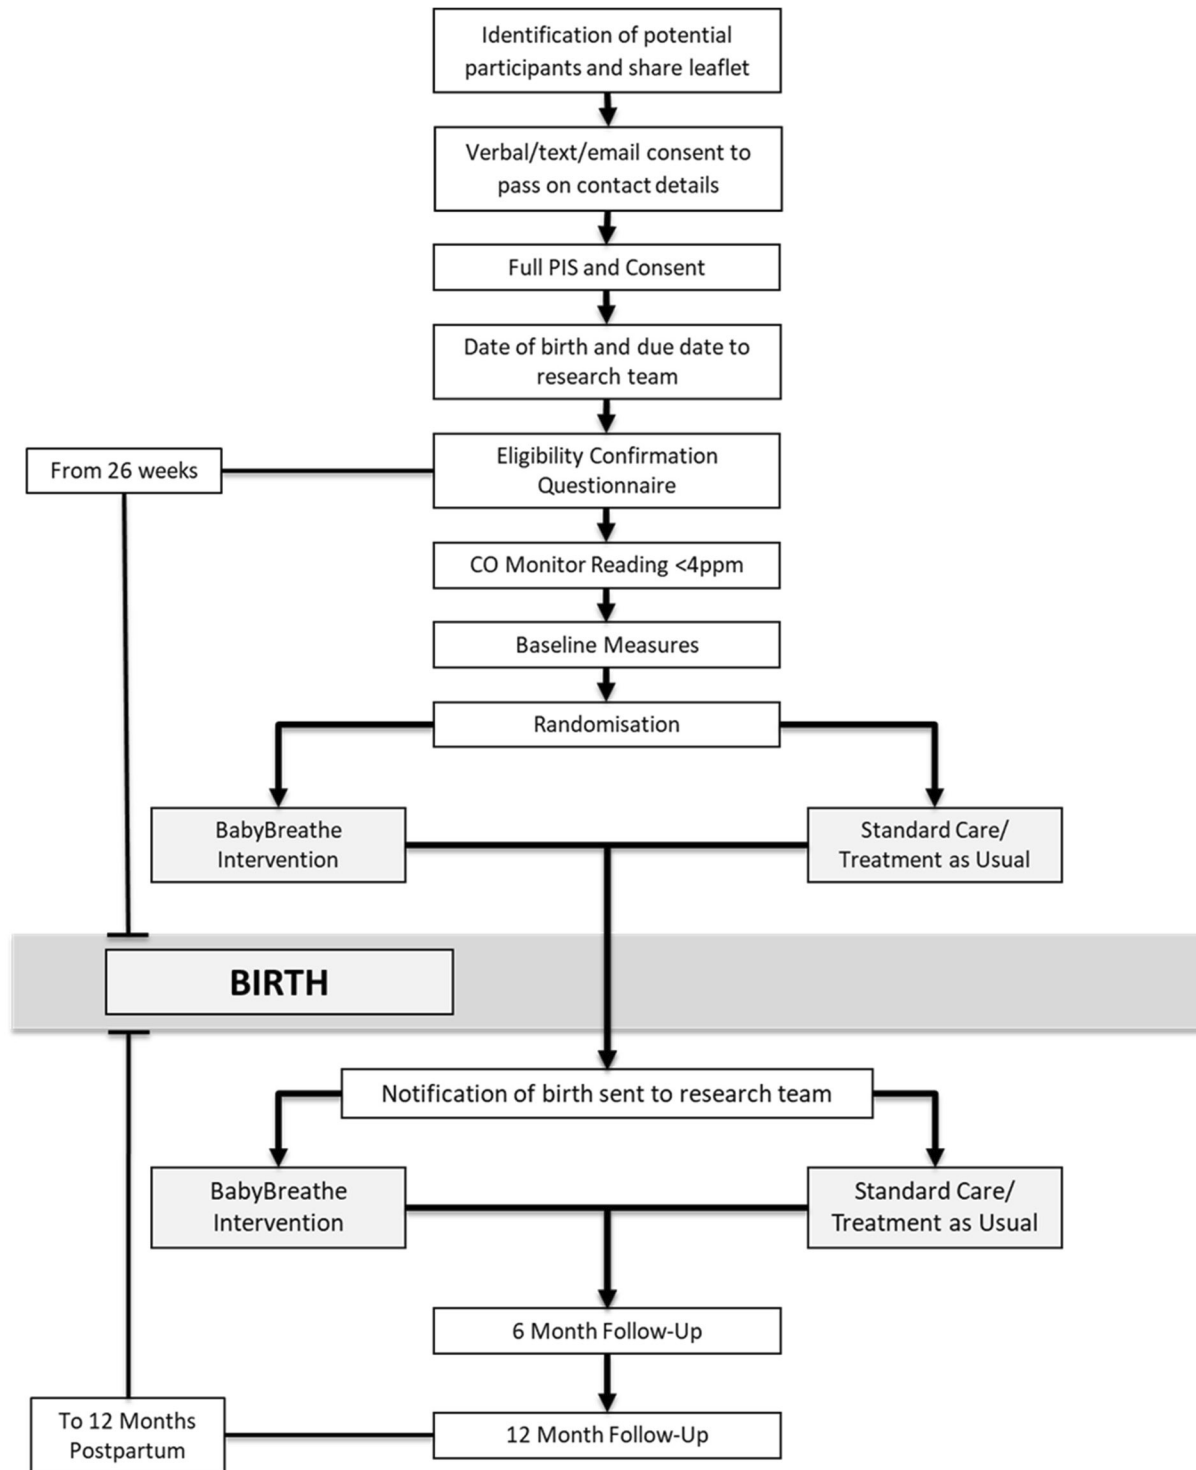 Identification of potential
participants and share leaflet
Verbal/text/email consent to
pass on contact details
Full PIS and Consent
Date of birth and due date to
research team
From 26 weeks
Eligibility Confirmation
Questionnaire
CO Monitor Reading <4ppm
Baseline Measures
Randomisation
BabyBreathe
Intervention
Standard Care/
Treatment as Usual
BIRTH
Notification of birth sent to research team
BabyBreathe
Intervention
Standard Care/
Treatment as Usual
6 Month Follow-Up
To 12 Months
Postpartum
12 Month Follow-Up